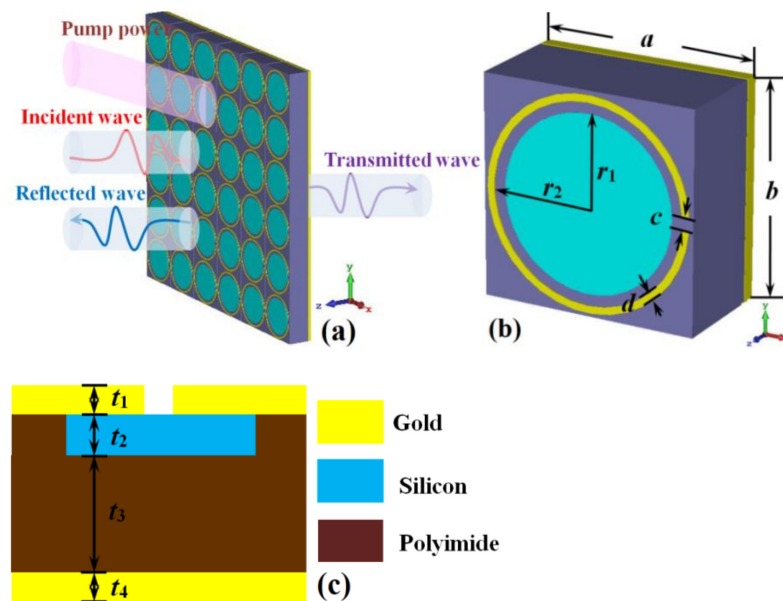 Pump power
Incident wave
Reflected wave
Transmitted wave
y
z
x
(a)
a
b
r1
r2
c
d
(b)
y
z
x
t1
t2
t3
t4
Gold
Silicon
Polyimide
(c)